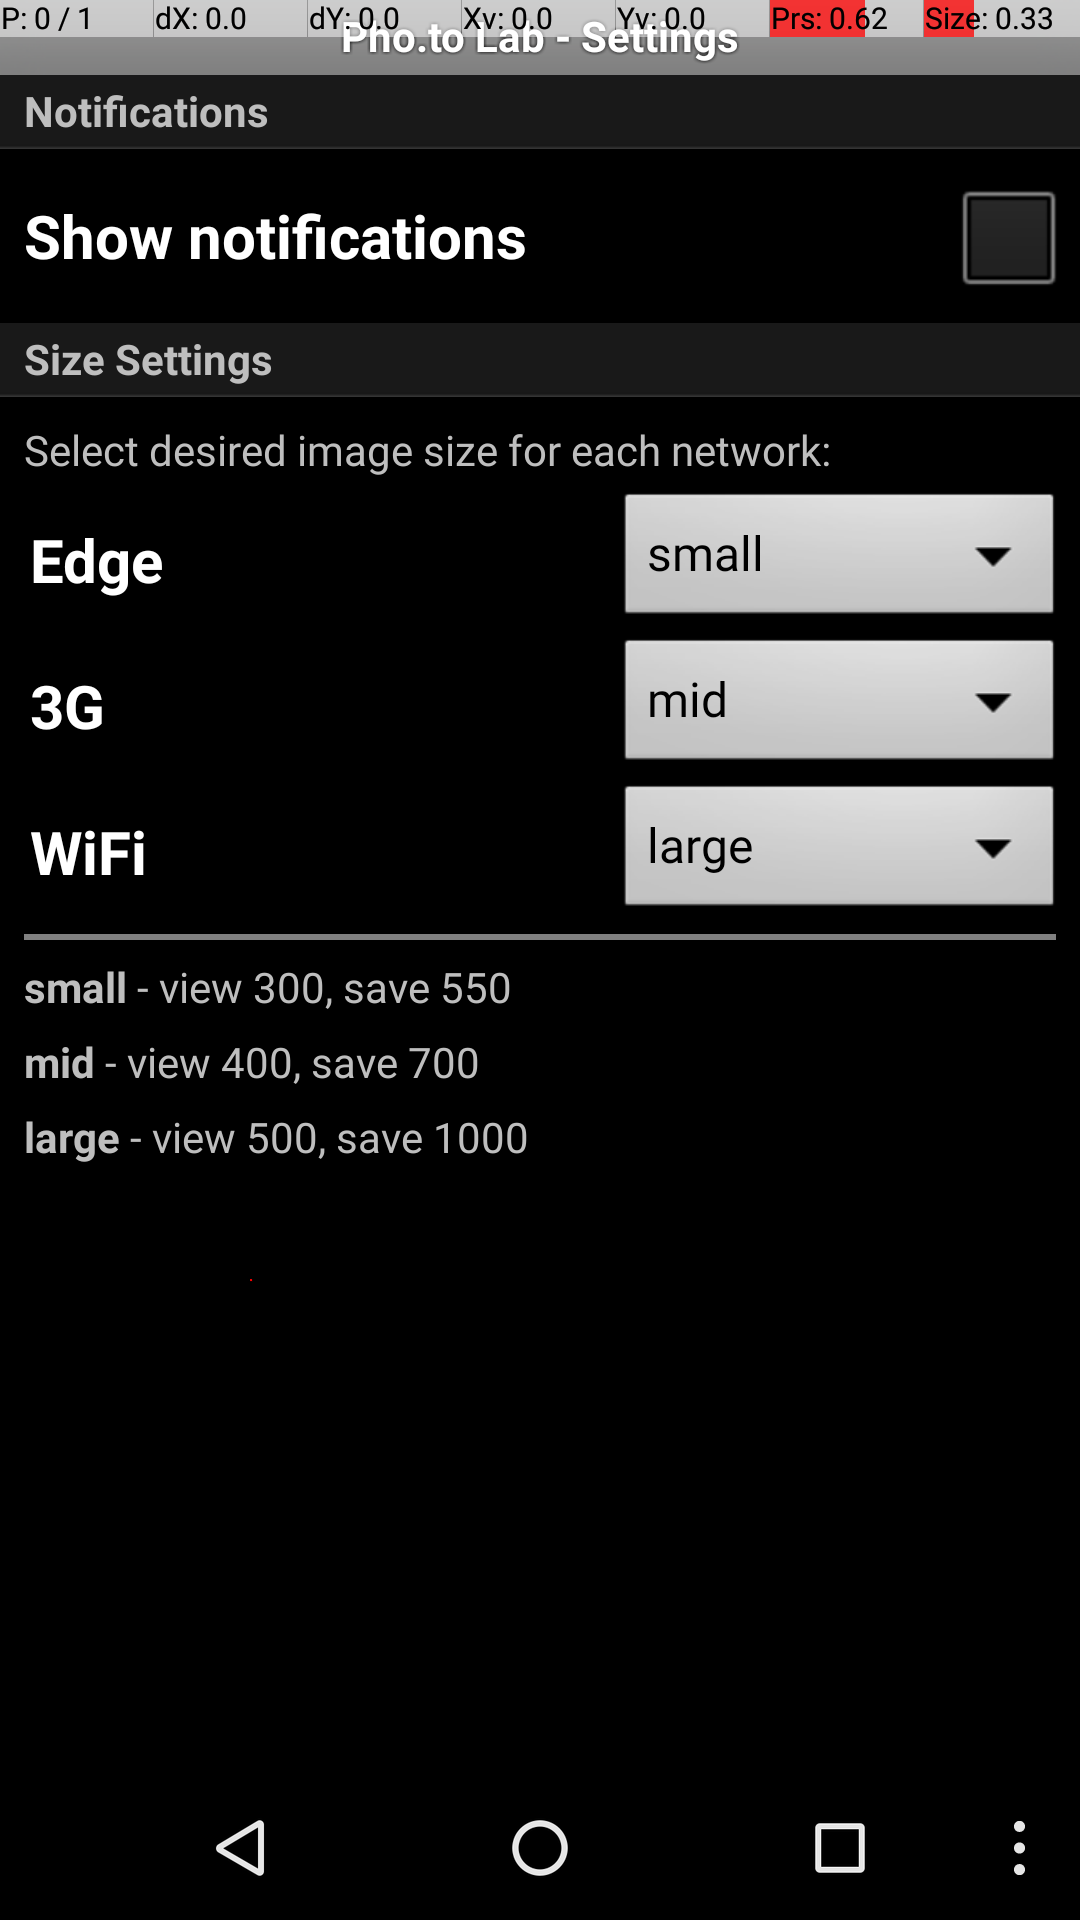 P: 0 / 1 dX: 0.0 dY: 0.0 Xv: 0.0 Yv: 0.0 Prs: 0.62 Size: 0.33
Pho.to Lab - Settings
Notifications
Show notifications
Size Settings
Select desired image size for each network:
Edge small
3G mid
WiFi large
small - view 300, save 550
mid - view 400, save 700
large - view 500, save 1000